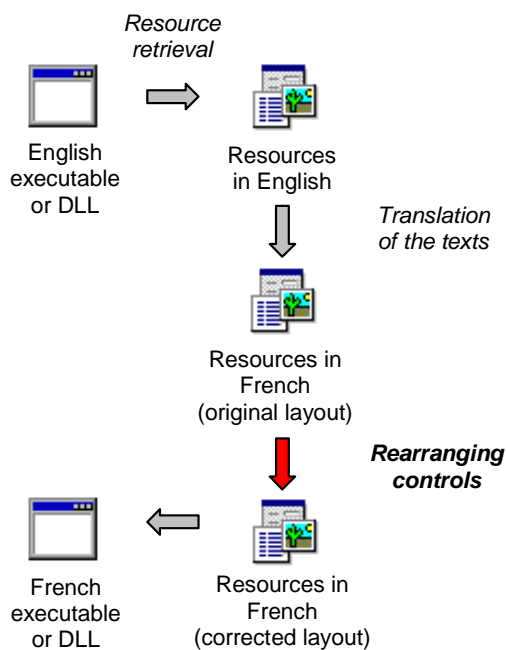 Resource
retrieval
English
executable
or DLL
Resources
in English
Translation
of the texts
Resources in
French
(original layout)
Rearranging
controls
French
executable
or DLL
Resources in
French
(corrected layout)